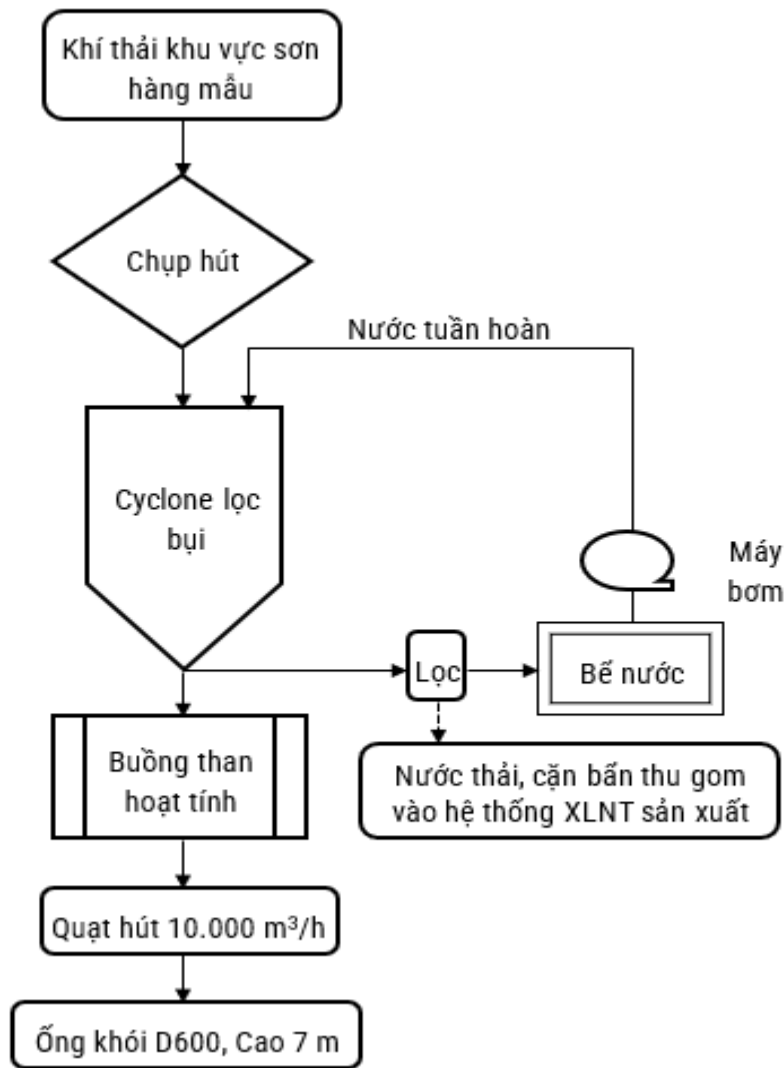 Khí thải khu vực sơn
hàng mẫu
Chụp hút
Nước tuần hoàn
Cyclone lọc
bụi
Máy
bơm
Lọc
Bể nước
Buồng than
hoạt tính
Nước thải, cặn bẩn thu gom
vào hệ thống XLNT sản xuất
Quạt hút 10.000 m³/h
Ống khói D600, Cao 7 m